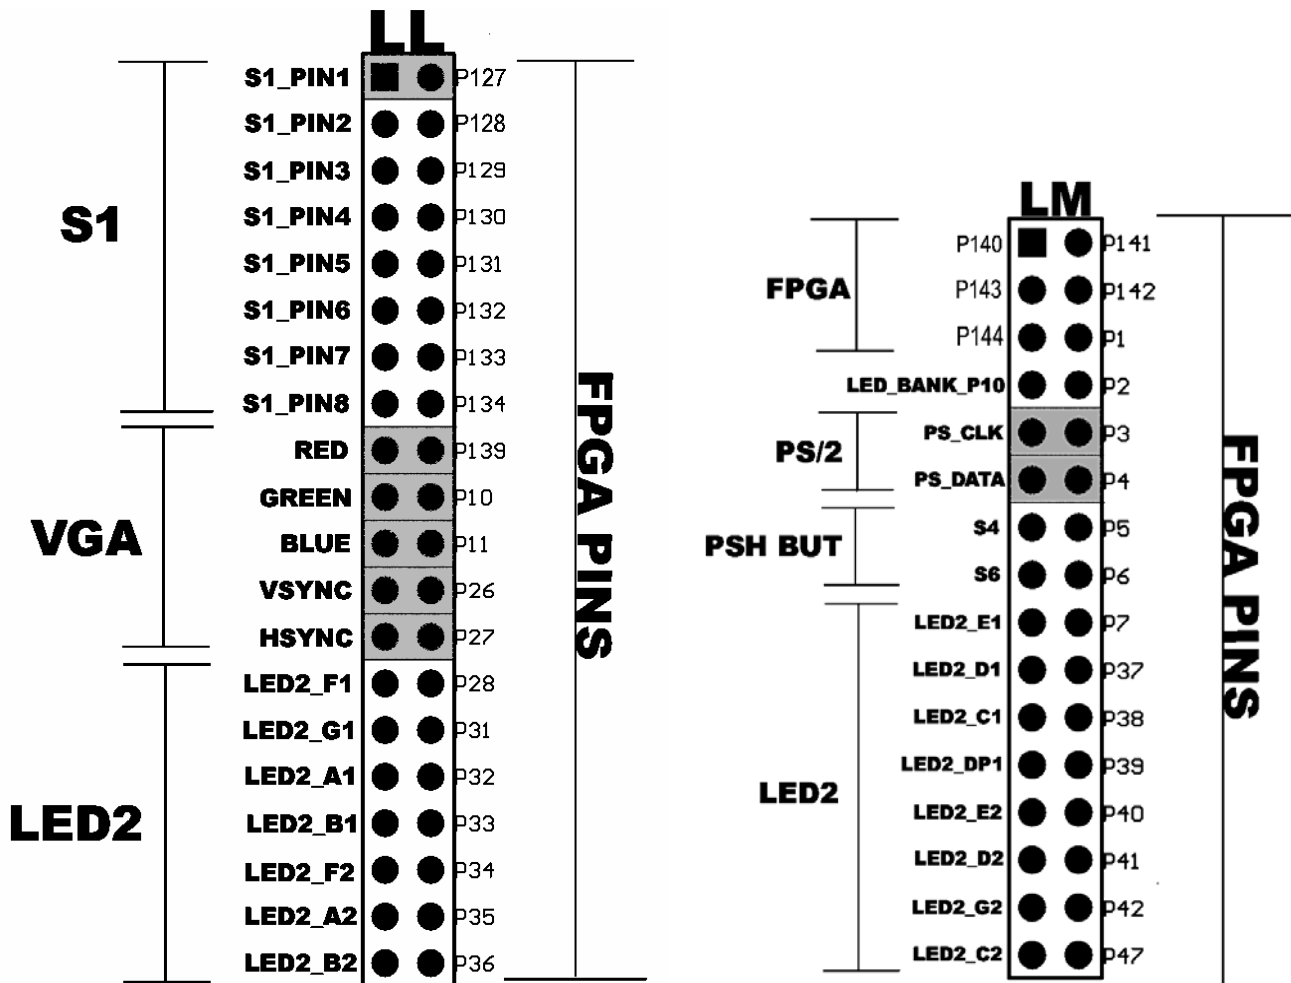 LL
S1_PIN1 P127
S1_PIN2 P128
S1_PIN3 P129
S1_PIN4 P130
S1_PIN5 P131
S1_PIN6 P132
S1_PIN7 P133
S1_PIN8 P134
S1
RED P139
GREEN P10
BLUE P11
VSYNC P26
HSYNC P27
VGA
LED2_F1 P28
LED2_G1 P31
LED2_A1 P32
LED2_B1 P33
LED2_F2 P34
LED2_A2 P35
LED2_B2 P36
LED2
FPGA PINS
LM
P140 P141
P143 P142
P144 P1
FPGA
LED_BANK_P10 P2
PS_CLK P3
PS_DATA P4
PS/2
S4 P5
S6 P6
PSH BUT
LED2_E1 P7
LED2_D1 P37
LED2_C1 P38
LED2_DP1 P39
LED2_E2 P40
LED2_D2 P41
LED2_G2 P42
LED2_C2 P47
LED2
FPGA PINS